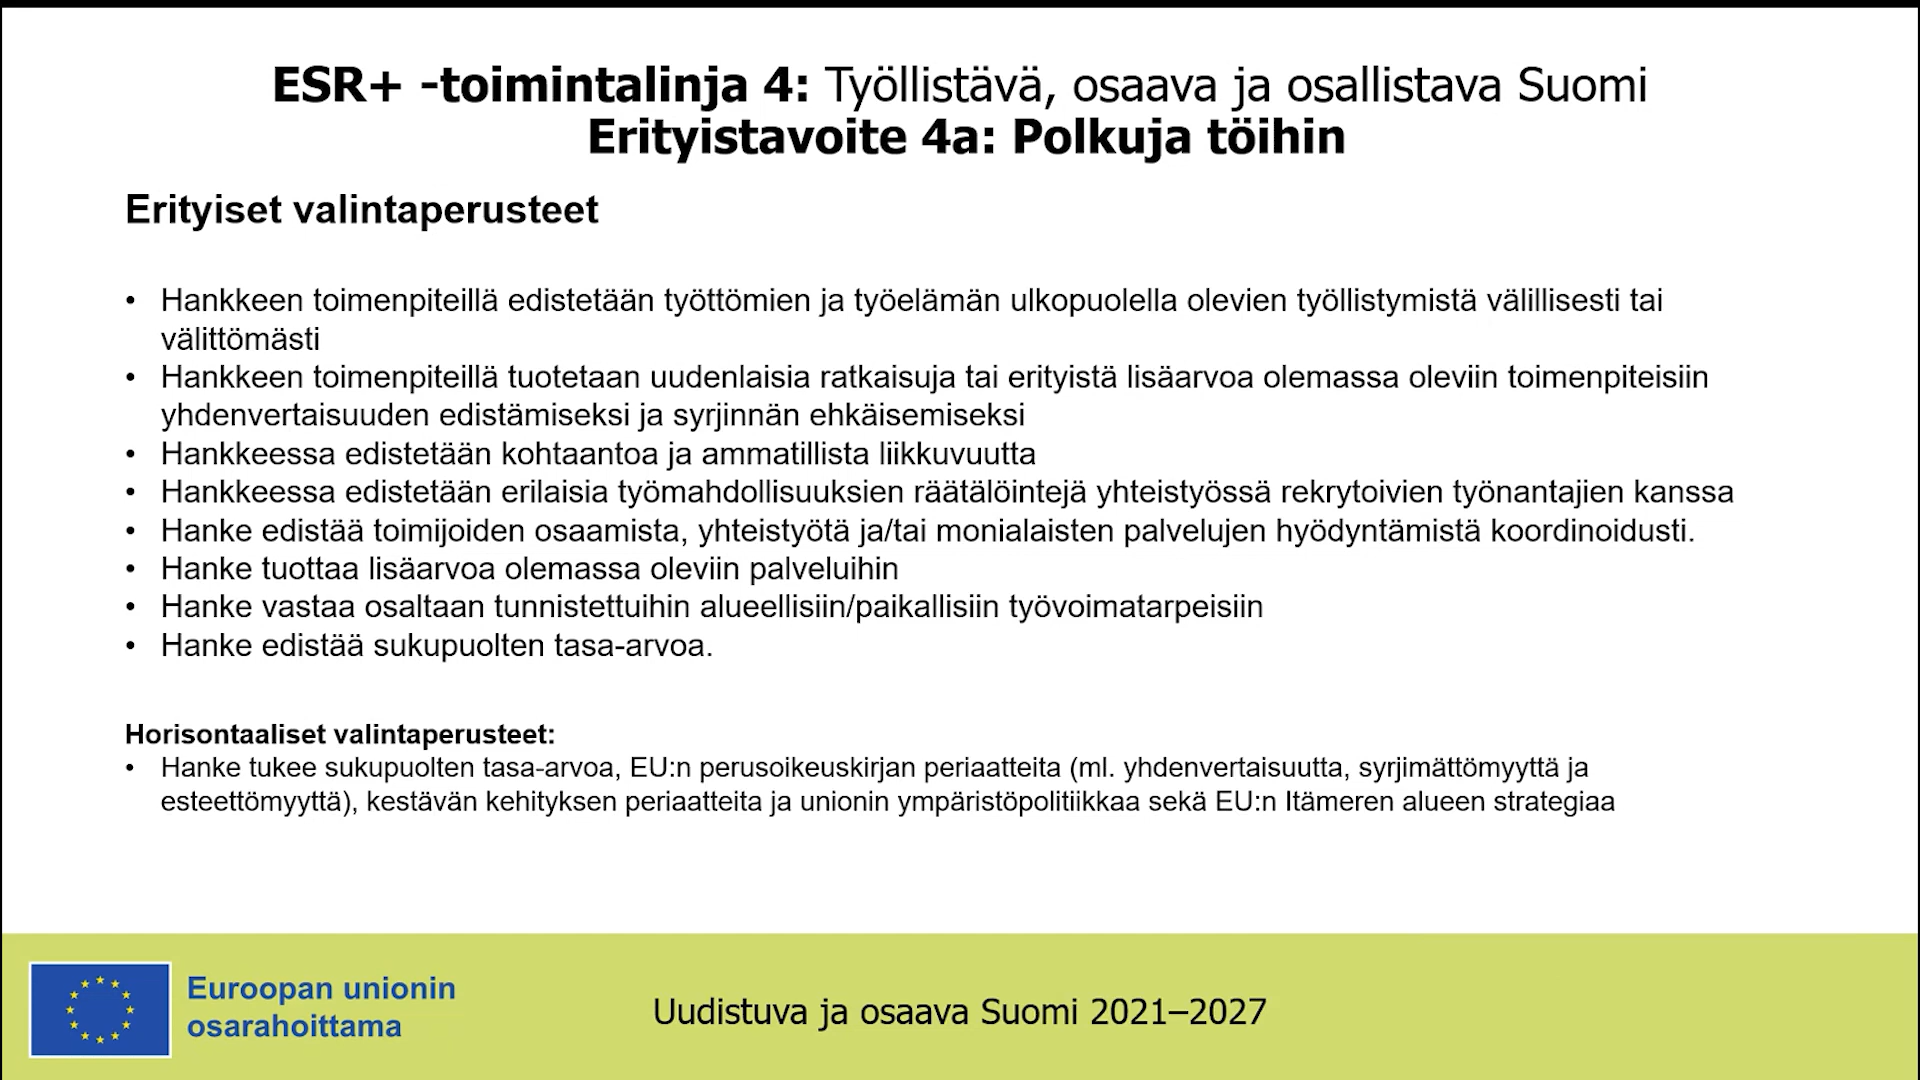 ESR+ -toimintalinja 4: Työllistävä, osaava ja osallistava Suomi
Erityistavoite 4a: Polkuja töihin
Erityiset valintaperusteet
• Hankkeen toimenpiteillä edistetään työttömien ja työelämän ulkopuolella olevien työllistymistä välillisesti tai
välittömästi
• Hankkeen toimenpiteillä tuotetaan uudenlaisia ratkaisuja tai erityistä lisäarvoa olemassa oleviin toimenpiteisiin
yhdenvertaisuuden edistämiseksi ja syrjinnän ehkäisemiseksi
• Hankkeessa edistetään kohtaantoa ja ammatillista liikkuvuutta
• Hankkeessa edistetään erilaisia työmahdollisuuksien räätälöintejä yhteistyössä rekrytoivien työnantajien kanssa
• Hanke edistää toimijoiden osaamista, yhteistyötä ja/tai monialaisten palvelujen hyödyntämistä koordinoidusti.
• Hanke tuottaa lisäarvoa olemassa oleviin palveluihin
• Hanke vastaa osaltaan tunnistettuihin alueellisiin/paikallisiin työvoimatarpeisiin
• Hanke edistää sukupuolten tasa-arvoa.
Horisontaaliset valintaperusteet:
• Hanke tukee sukupuolten tasa-arvoa, EU:n perusoikeuskirjan periaatteita (ml. yhdenvertaisuutta, syrjimättömyyttä ja
esteettömyyttä), kestävän kehityksen periaatteita ja unionin ympäristöpolitiikkaa sekä EU:n Itämeren alueen strategiaa
Euroopan unionin
osarahoittama
Uudistuva ja osaava Suomi 2021–2027